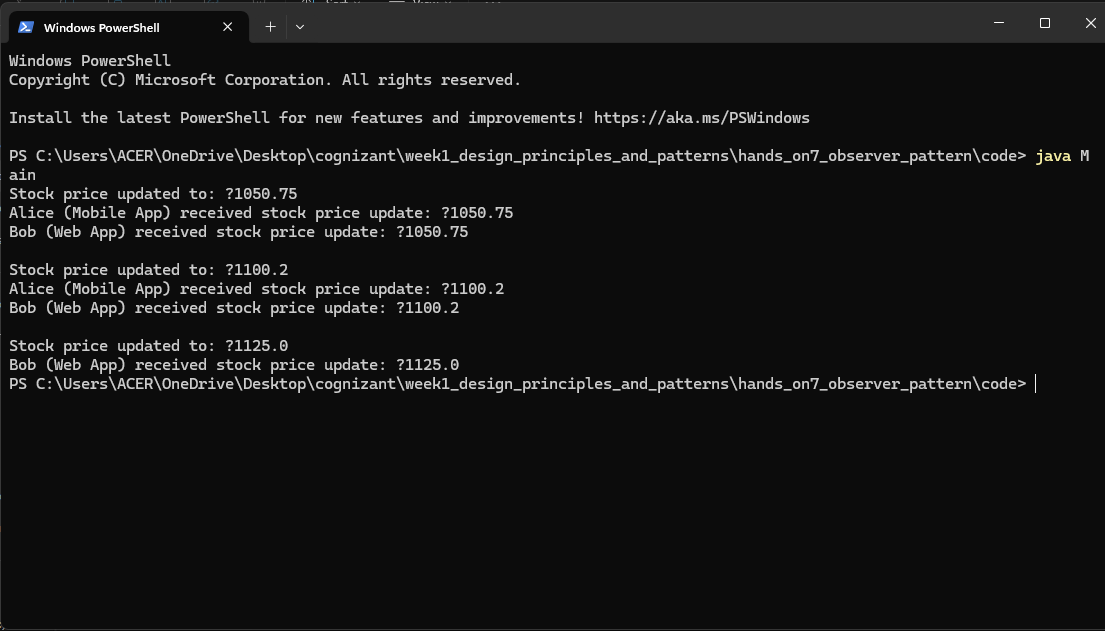 Windows PowerShell
Windows PowerShell
Copyright (C) Microsoft Corporation. All rights reserved.
Install the latest PowerShell for new features and improvements! https://aka.ms/PSWindows
PS C:\Users\ACER\OneDrive\Desktop\cognizant\week1_design_principles_and_patterns\hands_on7_observer_pattern\code> java M
ain
Stock price updated to: ?1050.75
Alice (Mobile App) received stock price update: ?1050.75
Bob (Web App) received stock price update: ?1050.75
Stock price updated to: ?1100.2
Alice (Mobile App) received stock price update: ?1100.2
Bob (Web App) received stock price update: ?1100.2
Stock price updated to: ?1125.0
Bob (Web App) received stock price update: ?1125.0
PS C:\Users\ACER\OneDrive\Desktop\cognizant\week1_design_principles_and_patterns\hands_on7_observer_pattern\code>